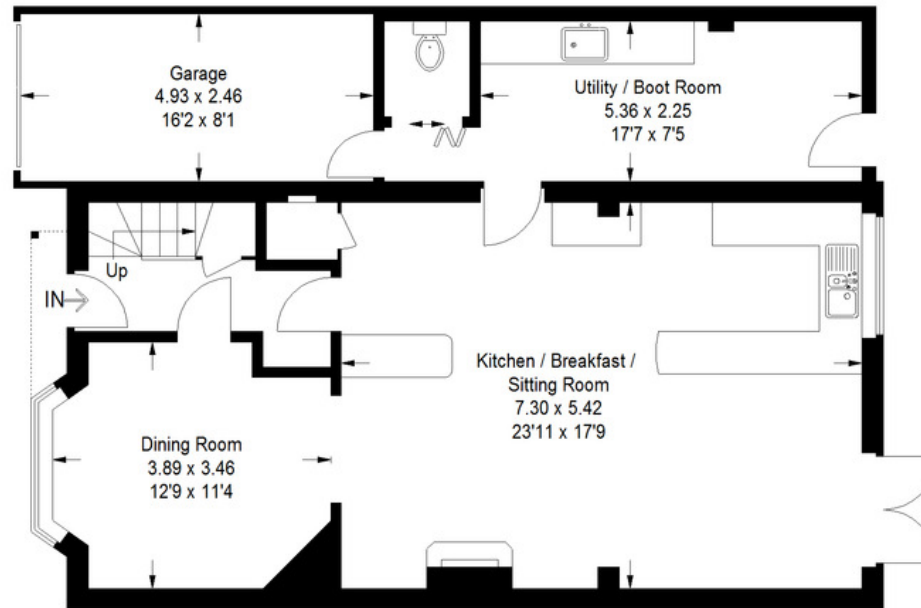 Garage
4.93 x 2.46
16'2 x 8'1
Utility / Boot Room
5.36 x 2.25
17'7 x 7'5
Up
IN
Kitchen / Breakfast /
Sitting Room
7.30 x 5.42
23'11 x 17'9
Dining Room
3.89 x 3.46
12'9 x 11'4